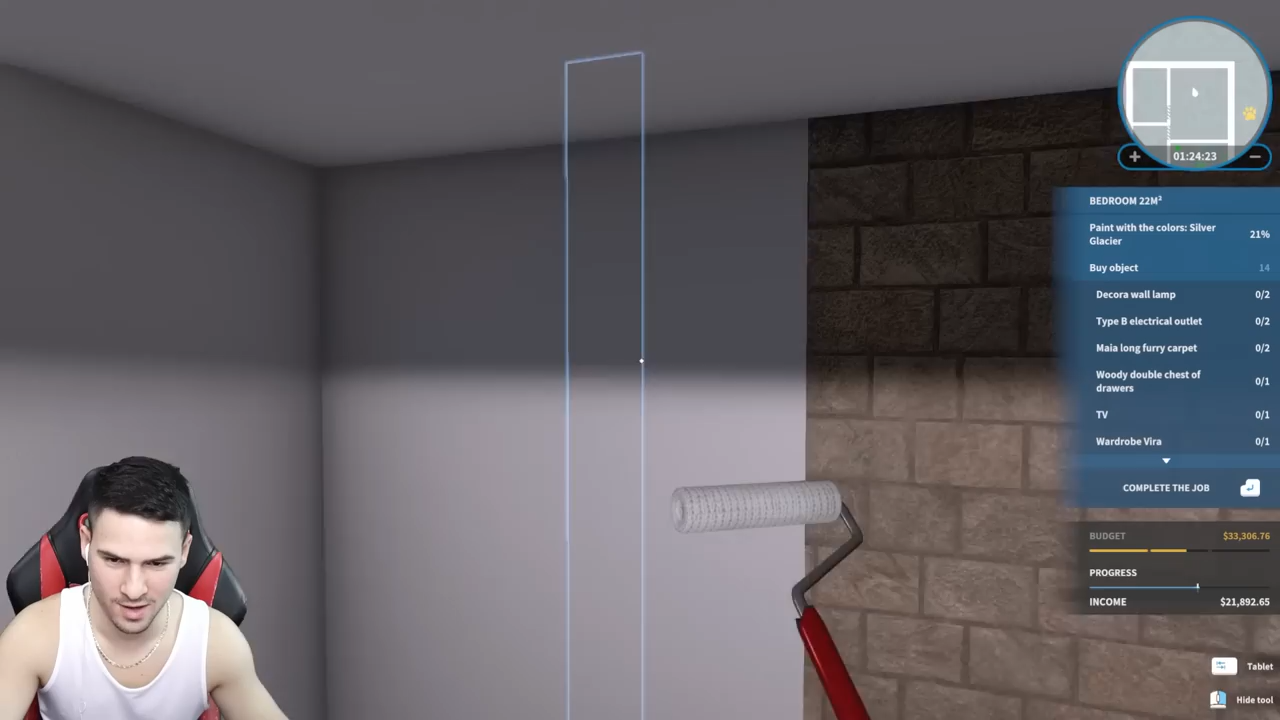 + 01:24:23 −
BEDROOM 22M²
Paint with the colors: Silver 21%
Glacier
Buy object 14
Decora wall lamp 0/2
Type B electrical outlet 0/2
Maia long furry carpet 0/2
Woody double chest of 0/1
drawers
TV 0/1
Wardrobe Vira 0/1
COMPLETE THE JOB
BUDGET $33,306.76
PROGRESS
INCOME $21,892.65
Tablet
Hide tool